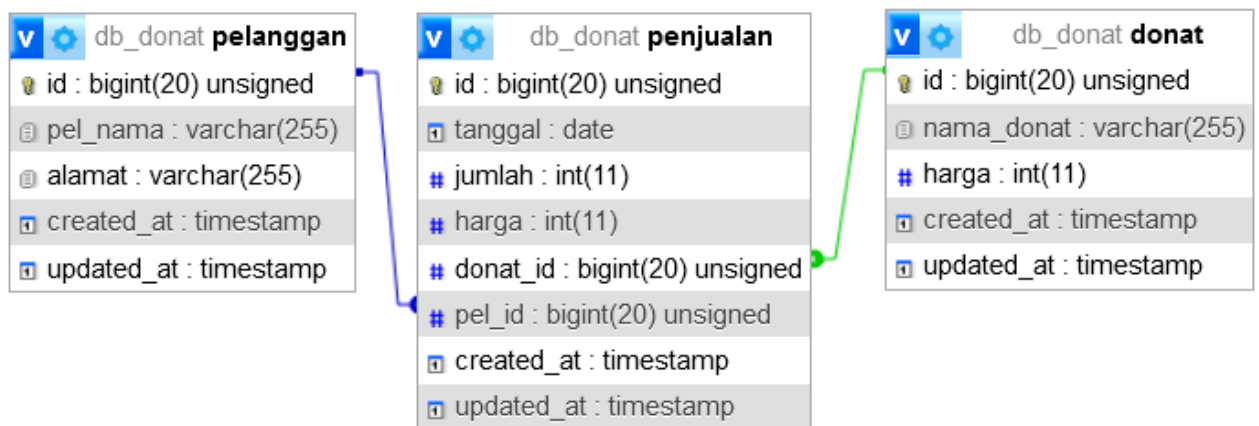 v db_donat pelanggan
id : bigint(20) unsigned
pel_nama : varchar(255)
alamat : varchar(255)
created_at : timestamp
updated_at : timestamp
v db_donat penjualan
id : bigint(20) unsigned
tanggal : date
# jumlah : int(11)
# harga : int(11)
# donat_id : bigint(20) unsigned
# pel_id : bigint(20) unsigned
created_at : timestamp
updated_at : timestamp
v db_donat donat
id : bigint(20) unsigned
nama_donat : varchar(255)
# harga : int(11)
created_at : timestamp
updated_at : timestamp